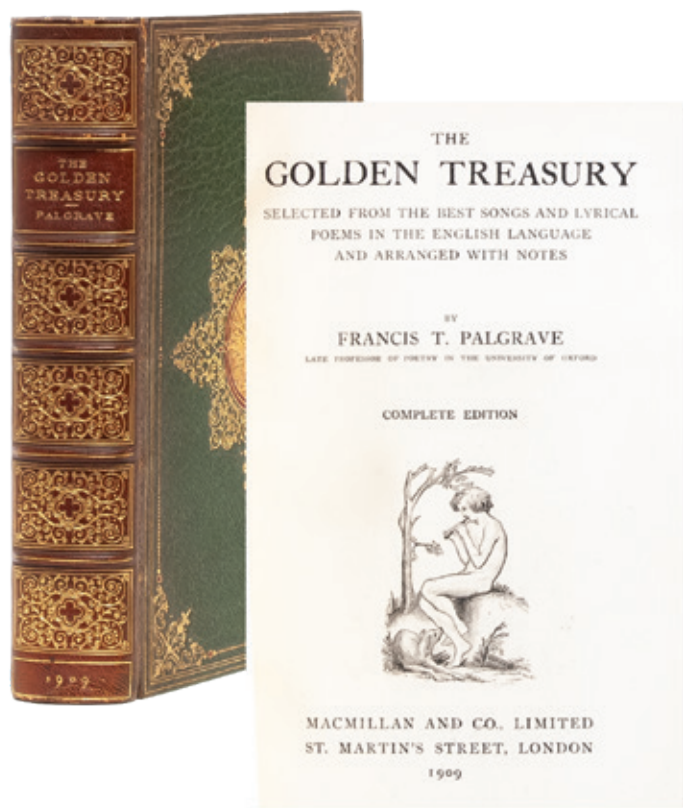 THE
GOLDEN
TREASURY
PALGRAVE
1909
THE
GOLDEN TREASURY
SELECTED FROM THE BEST SONGS AND LYRICAL
POEMS IN THE ENGLISH LANGUAGE
AND ARRANGED WITH NOTES
BY
FRANCIS T. PALGRAVE
LATE PROFESSOR OF POETRY IN THE UNIVERSITY OF OXFORD
COMPLETE EDITION
MACMILLAN AND CO., LIMITED
ST. MARTIN'S STREET, LONDON
1909